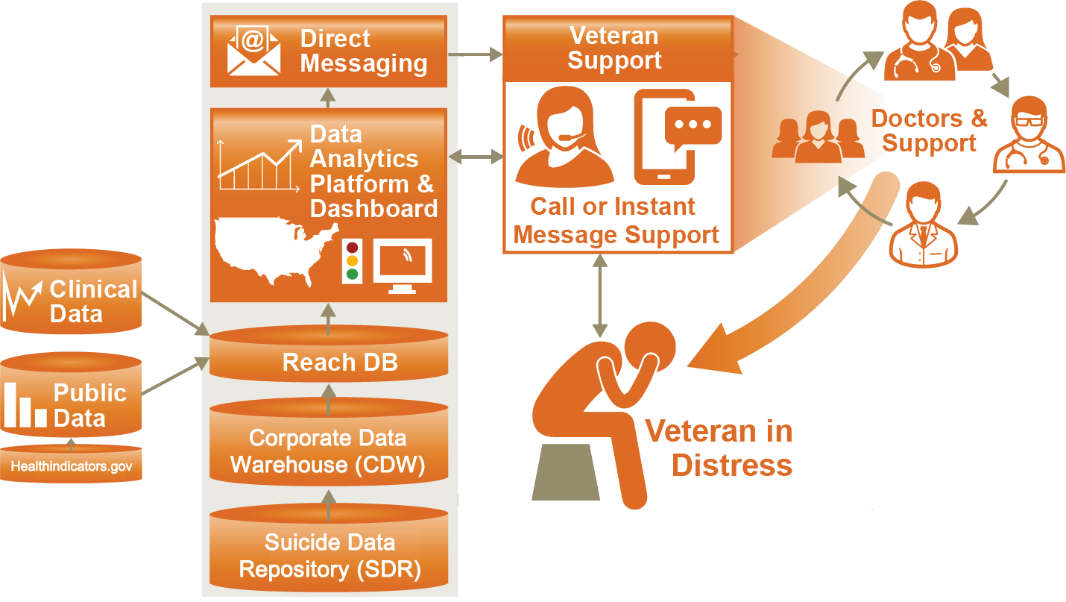 Direct
Messaging
Veteran
Support
Data
Analytics
Platform &
Dashboard
Call or Instant
Message Support
Doctors &
Support
Clinical
Data
Public
Data
Healthindicators.gov
Reach DB
Corporate Data
Warehouse (CDW)
Suicide Data
Repository (SDR)
Veteran in
Distress